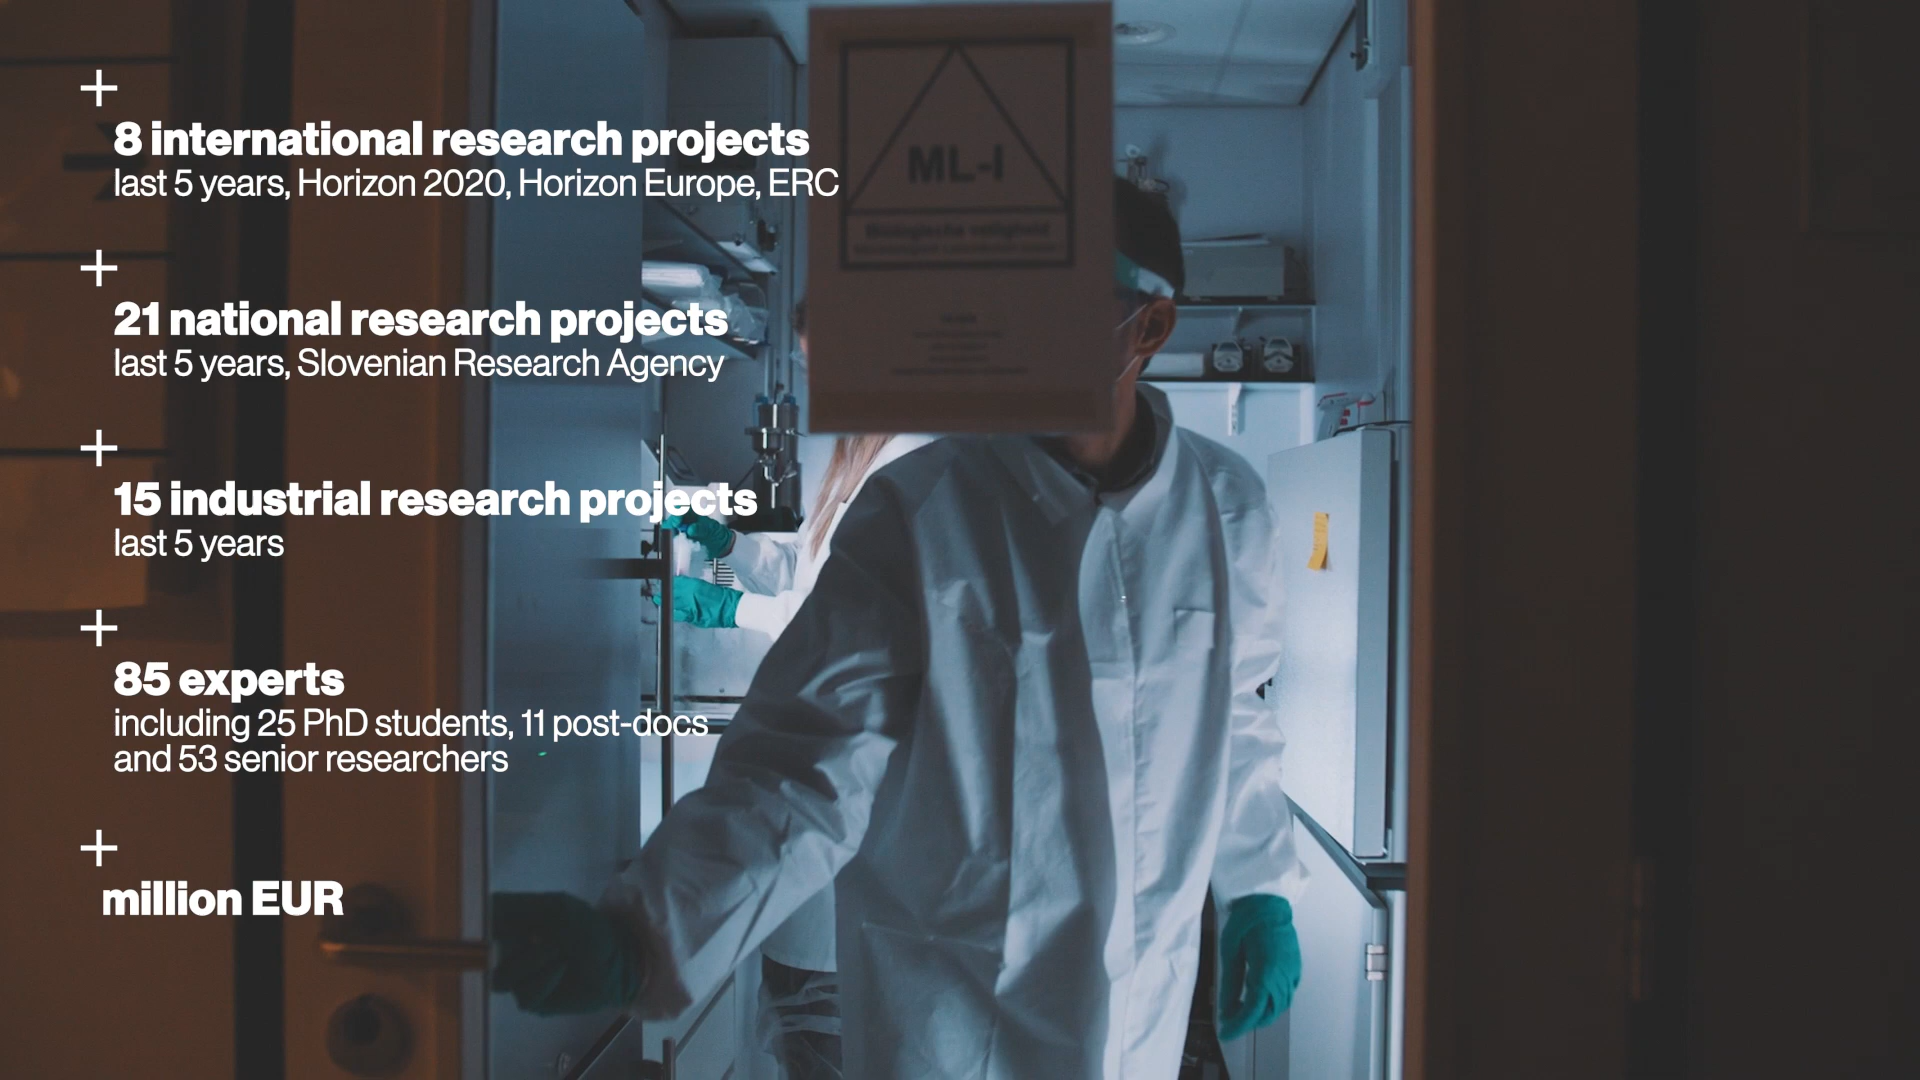 +
8 international research projects
last 5 years, Horizon 2020, Horizon Europe, ERC
+
21 national research projects
last 5 years, Slovenian Research Agency
+
15 industrial research projects
last 5 years
+
85 experts
including 25 PhD students, 11 post-docs
and 53 senior researchers
+
million EUR
ML-I
Biologische veiligheid